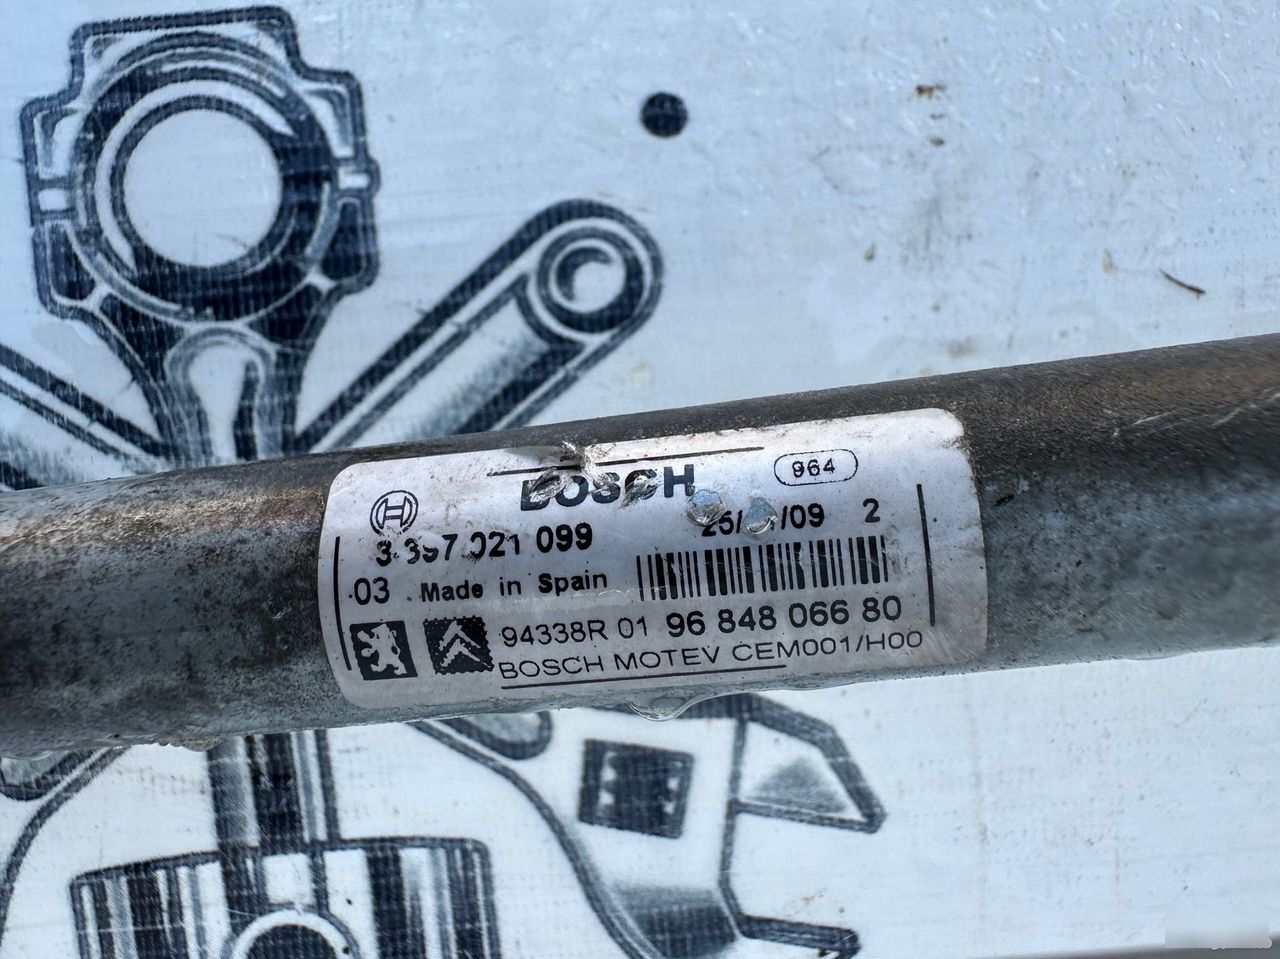 BOSCH 964
3 397 021 099 25/ /09 2
03 Made in Spain
94338R 01 96 848 066 80
BOSCH MOTEV CEM001/H00